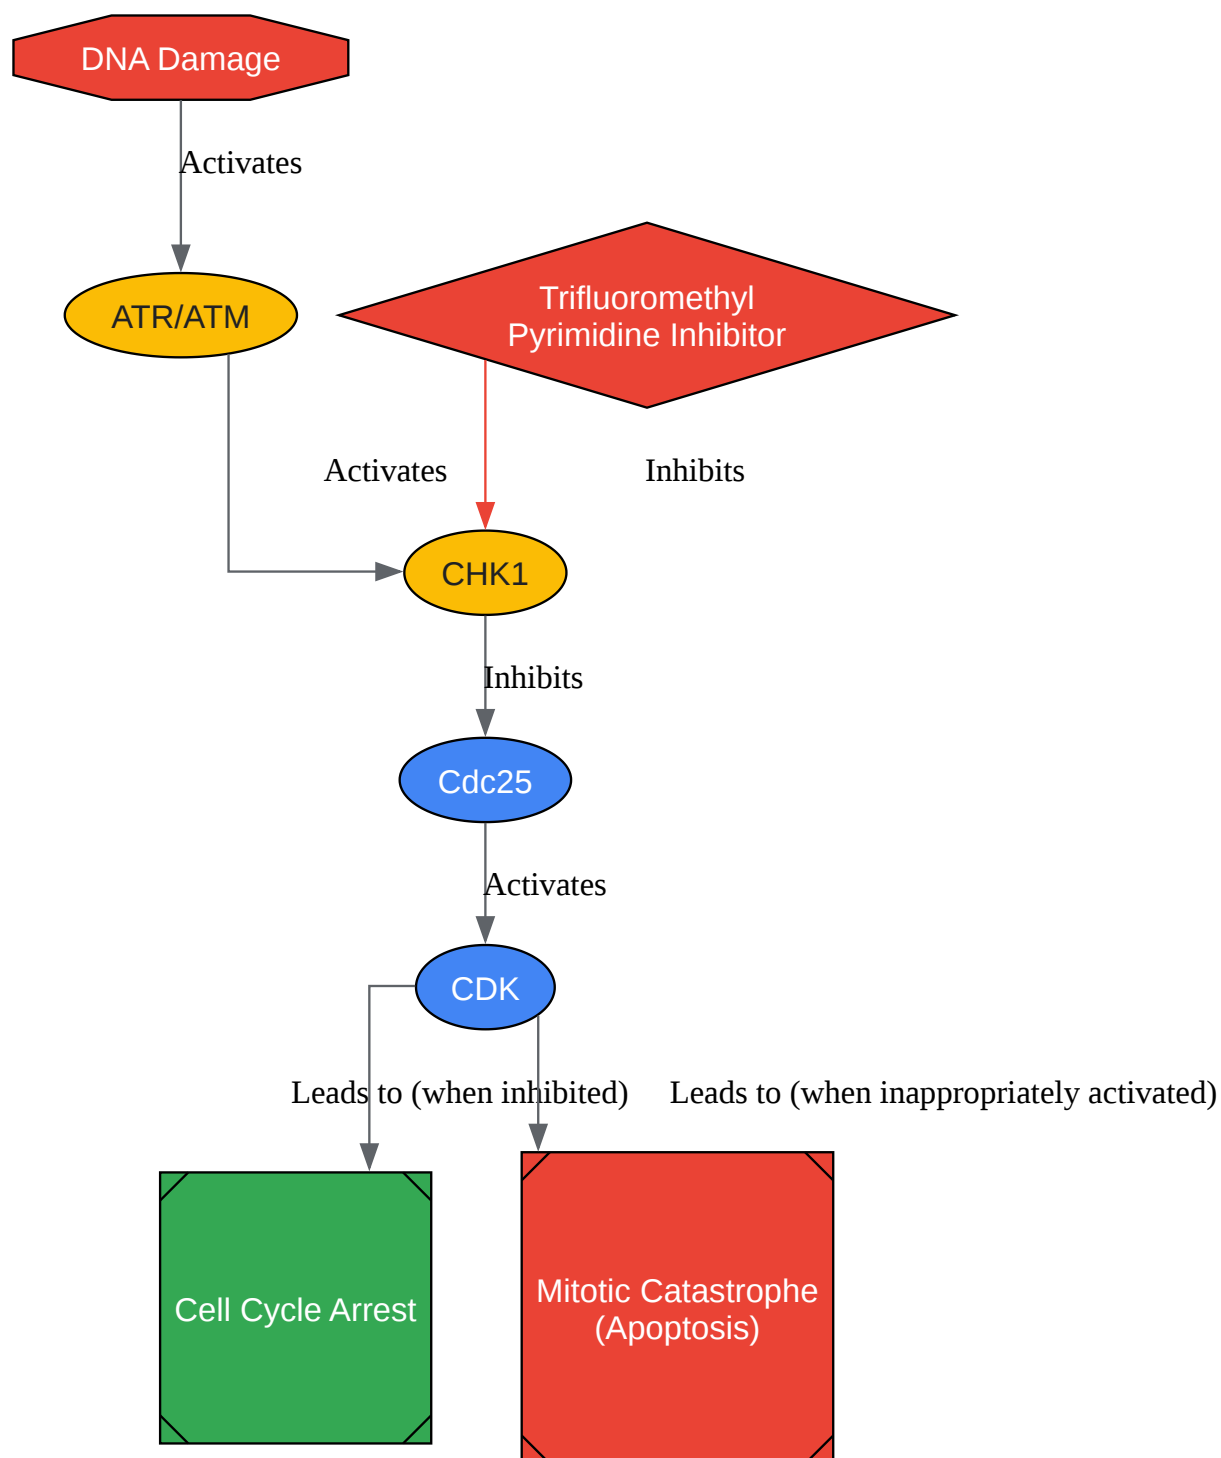 DNA Damage
Activates
ATR/ATM
Trifluoromethyl
Pyrimidine Inhibitor
Activates
Inhibits
CHK1
Inhibits
Cdc25
Activates
CDK
Leads to (when inhibited)
Leads to (when inappropriately activated)
Cell Cycle Arrest
Mitotic Catastrophe
(Apoptosis)